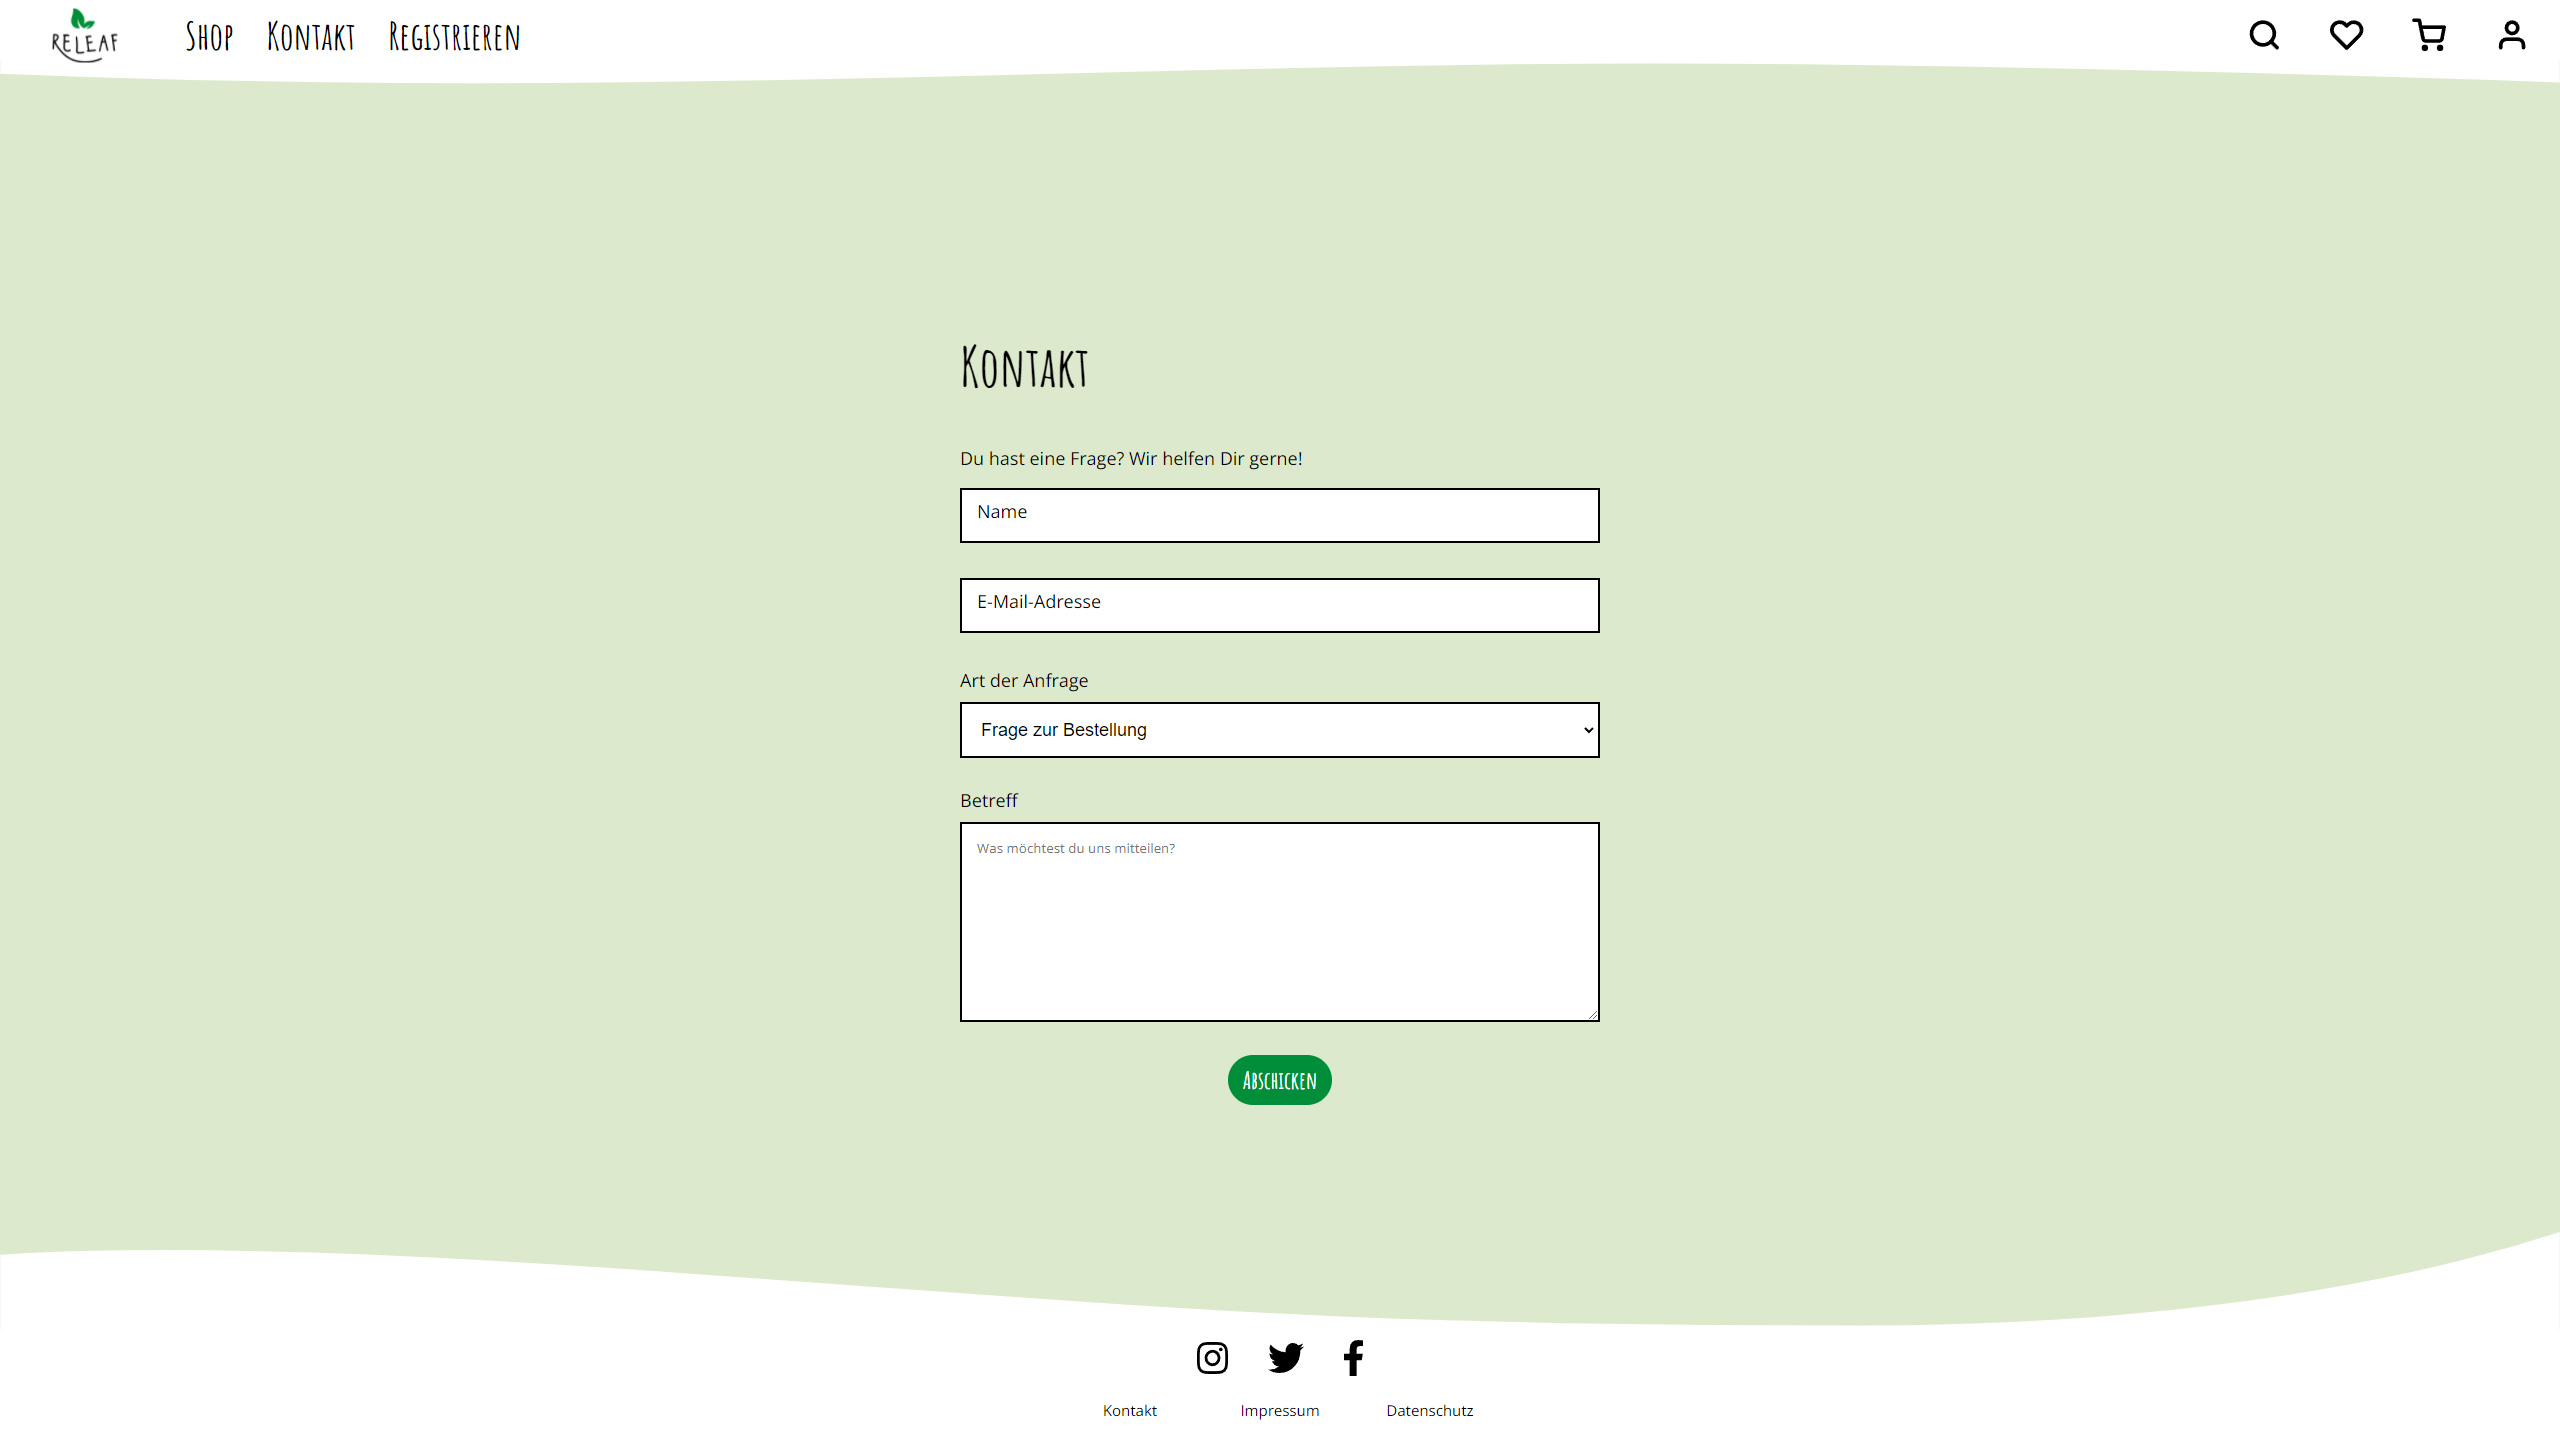 RELEAF
Shop Kontakt Registrieren
Kontakt
Du hast eine Frage? Wir helfen Dir gerne!
Name
E-Mail-Adresse
Art der Anfrage
Frage zur Bestellung
Betreff
Was möchtest du uns mitteilen?
Abschicken
Kontakt Impressum Datenschutz